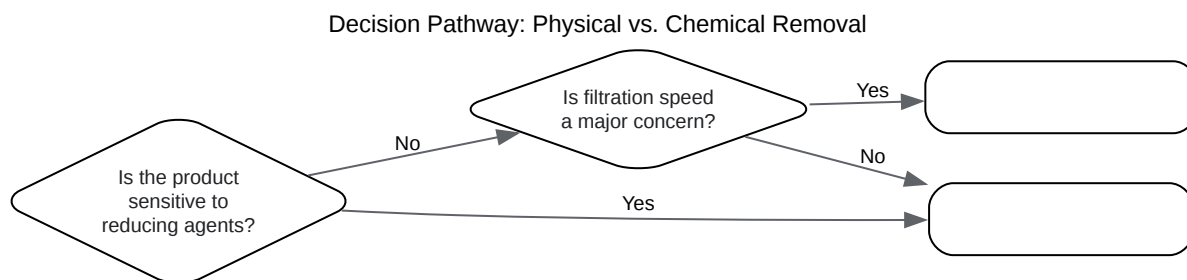 Decision Pathway: Physical vs. Chemical Removal
Is filtration speed
a major concern?
Yes
No
No
Is the product
sensitive to
reducing agents?
Yes